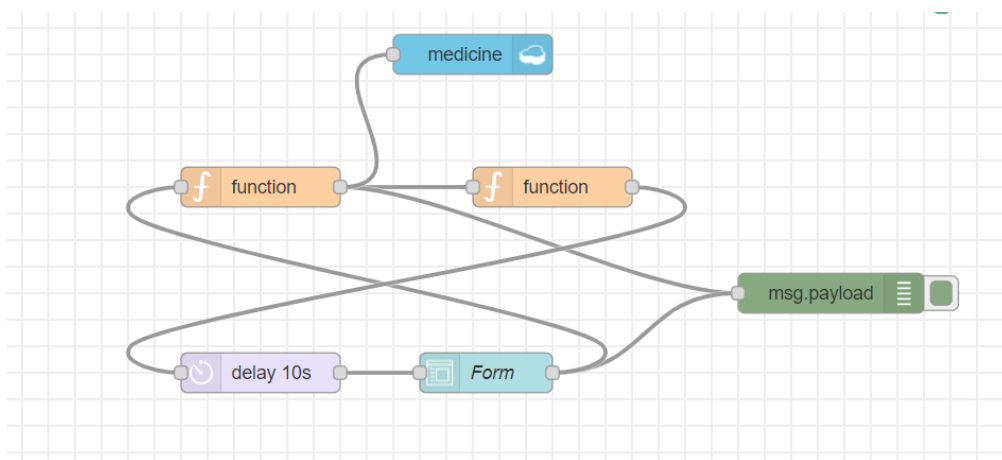 medicine
function
function
msg.payload
delay 10s
Form